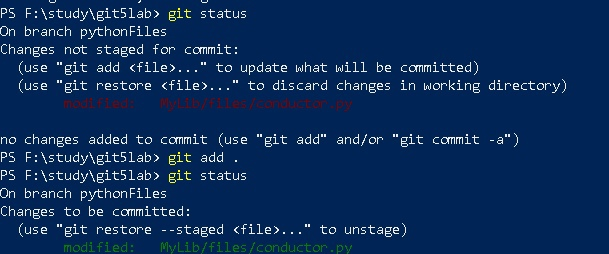 PS F:\study\git5lab> git status
On branch pythonFiles
Changes not staged for commit:
  (use "git add <file>..." to update what will be committed)
  (use "git restore <file>..." to discard changes in working directory)
        modified:   MyLib/files/conductor.py

no changes added to commit (use "git add" and/or "git commit -a")
PS F:\study\git5lab> git add .
PS F:\study\git5lab> git status
On branch pythonFiles
Changes to be committed:
  (use "git restore --staged <file>..." to unstage)
        modified:   MyLib/files/conductor.py